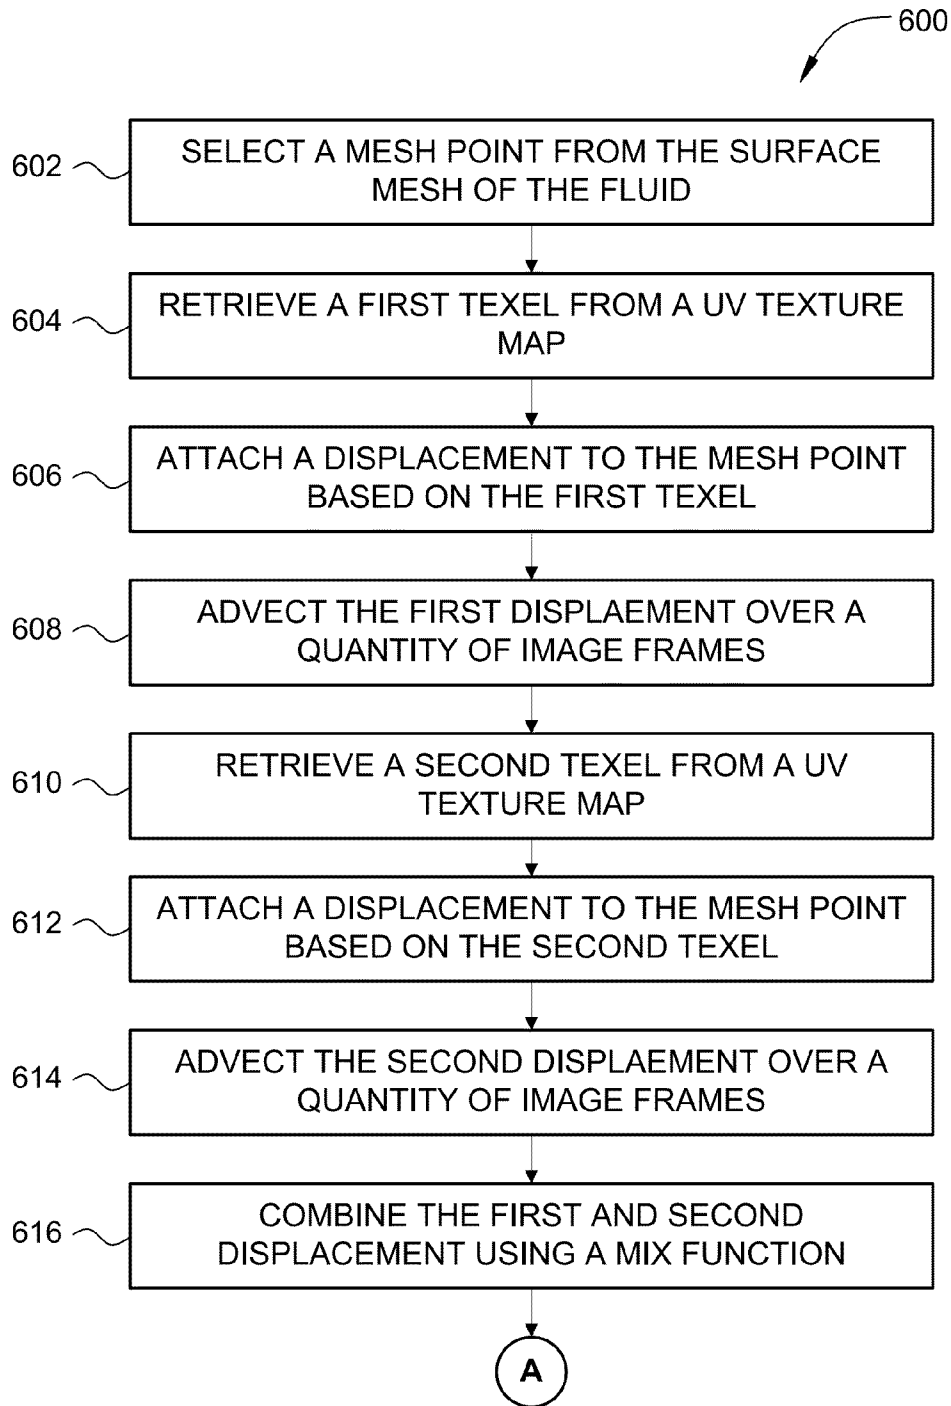 600
602
SELECT A MESH POINT FROM THE SURFACE
MESH OF THE FLUID
604
RETRIEVE A FIRST TEXEL FROM A UV TEXTURE
MAP
606
ATTACH A DISPLACEMENT TO THE MESH POINT
BASED ON THE FIRST TEXEL
608
ADVECT THE FIRST DISPLAEMENT OVER A
QUANTITY OF IMAGE FRAMES
610
RETRIEVE A SECOND TEXEL FROM A UV
TEXTURE MAP
612
ATTACH A DISPLACEMENT TO THE MESH POINT
BASED ON THE SECOND TEXEL
614
ADVECT THE SECOND DISPLAEMENT OVER A
QUANTITY OF IMAGE FRAMES
616
COMBINE THE FIRST AND SECOND
DISPLACEMENT USING A MIX FUNCTION
A